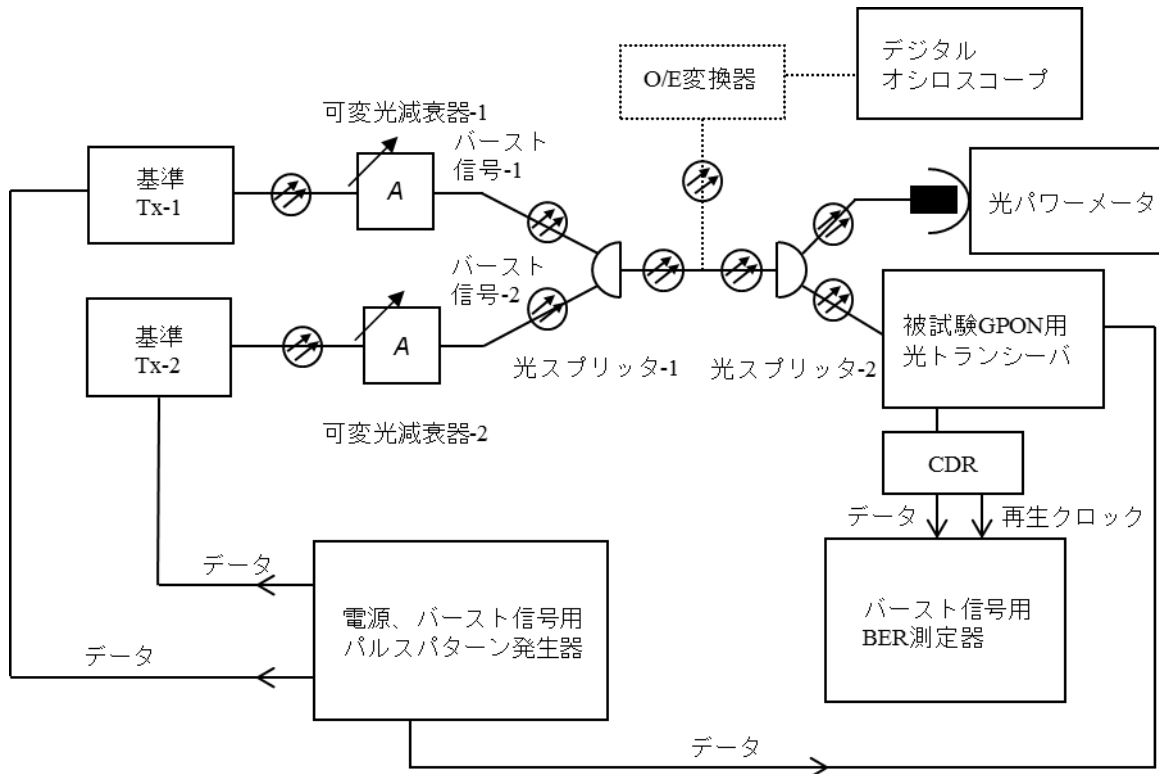 デジタル
オシロスコープ
O/E変換器
可変光減衰器-1
バースト
信号-1
基準
Tx-1
A
光パワーメータ
バースト
信号-2
基準
Tx-2
A
光スプリッタ-1
光スプリッタ-2
被試験GPON用
光トランシーバ
可変光減衰器-2
CDR
データ
再生クロック
データ
電源、バースト信号用
パルスパターン発生器
バースト信号用
BER測定器
データ
データ